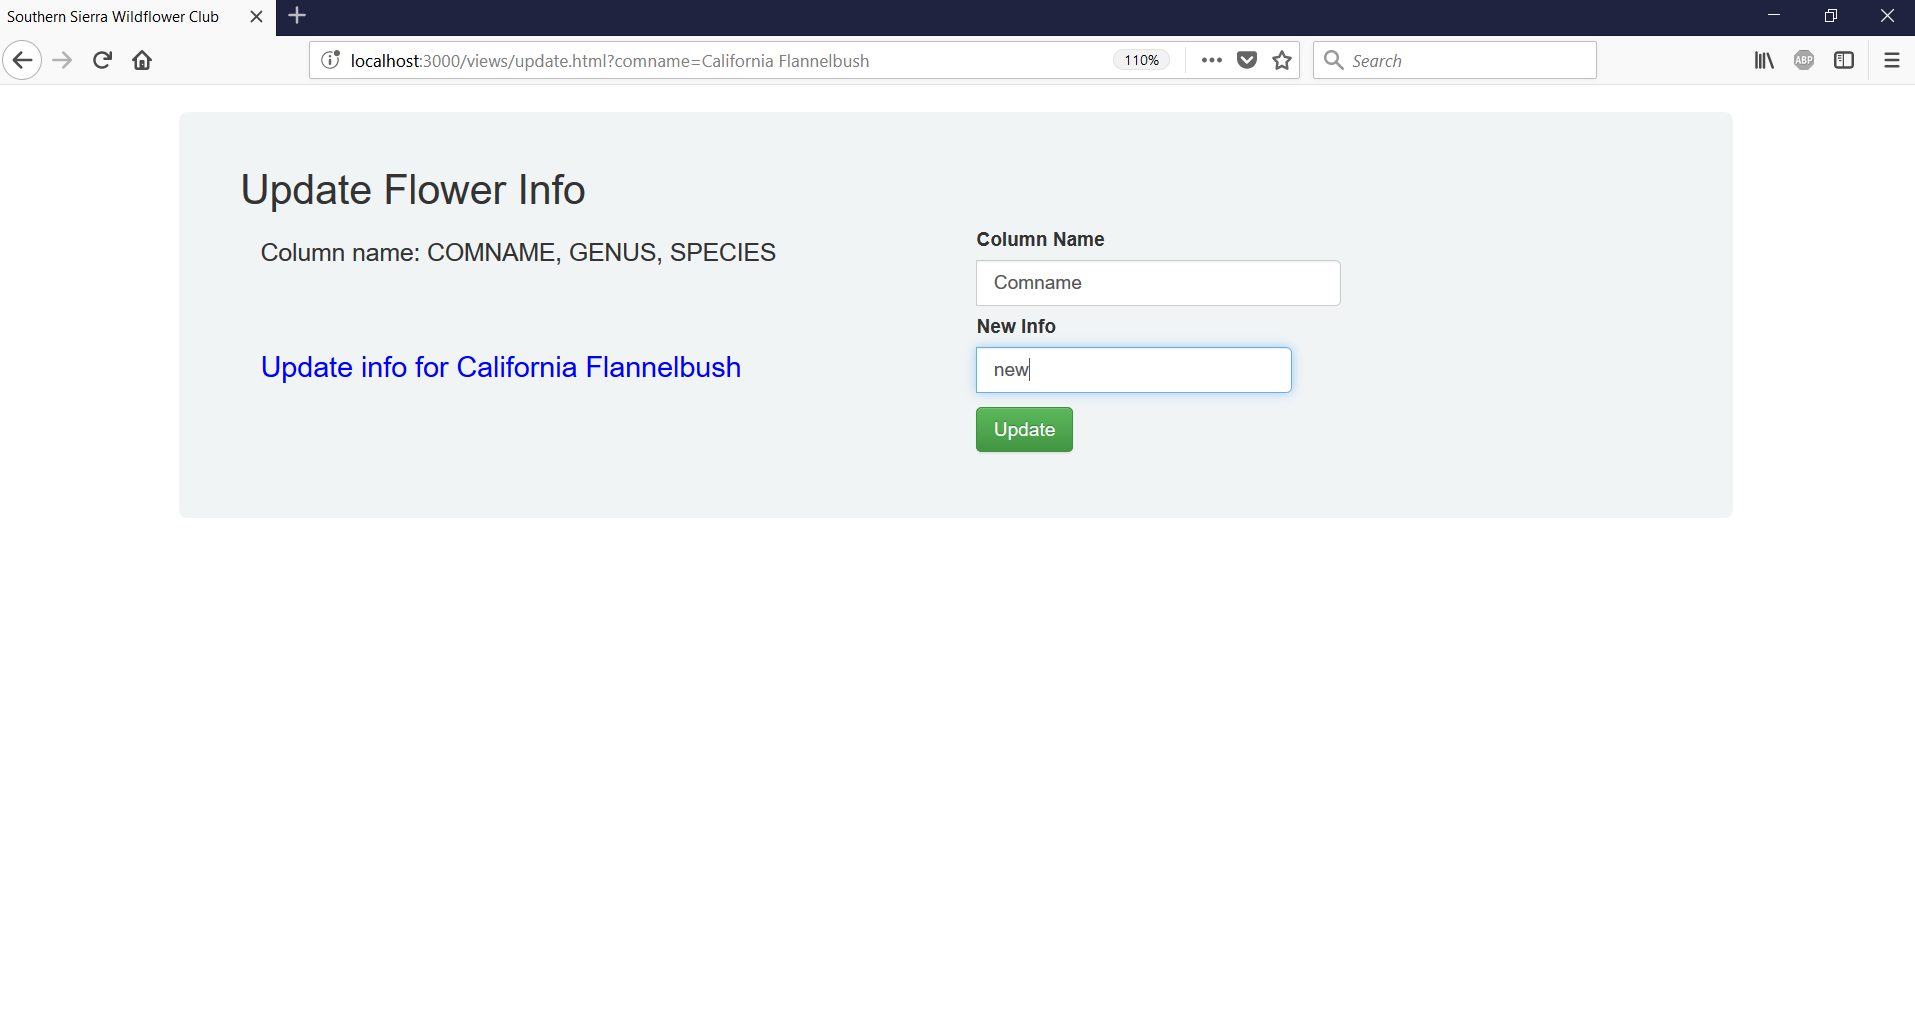 Southern Sierra Wildflower Club
localhost:3000/views/update.html?comname=California Flannelbush
110%
Search
ABP
Update Flower Info
Column name: COMNAME, GENUS, SPECIES
Update info for California Flannelbush
Column Name
Comname
New Info
new
Update